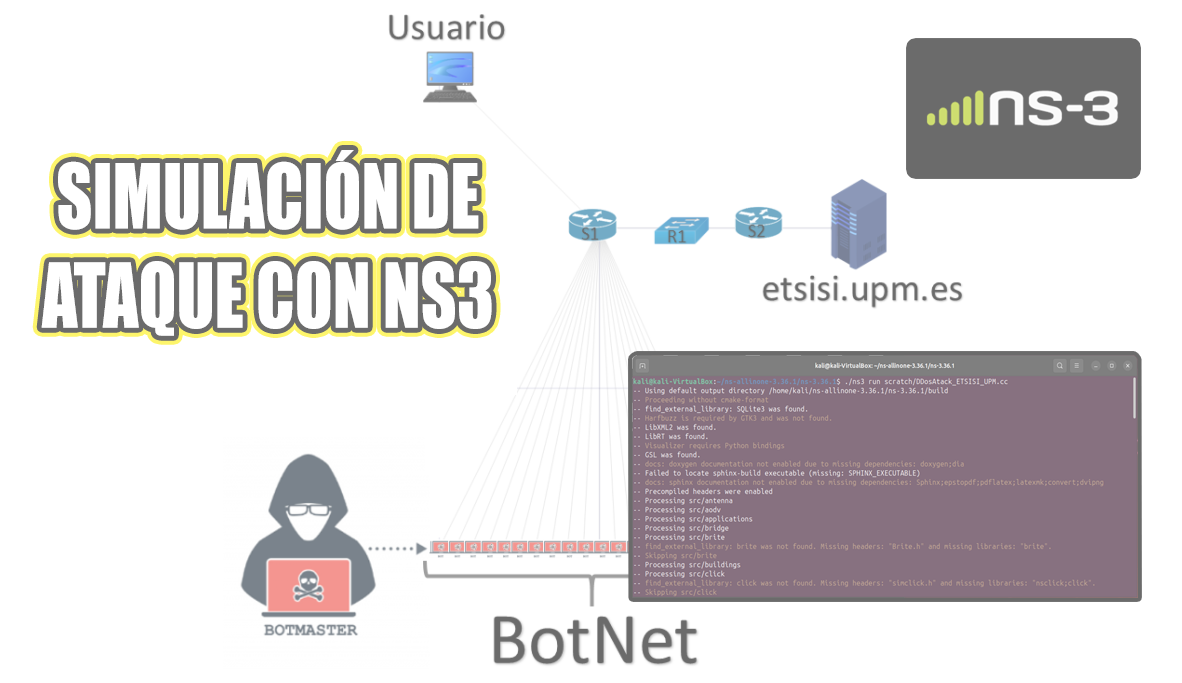 Usuario
ns-3
SIMULACIÓN DE
ATAQUE CON NS3
S1
R1
S2
etsisi.upm.es
kali@kali-VirtualBox: ~/ns-allinone-3.36.1/ns-3.36.1
kali@kali-VirtualBox:~/ns-allinone-3.36.1/ns-3.36.1$ ./ns3 run scratch/DDosAtack_ETSISI_UPM.cc
-- Using default output directory /home/kali/ns-allinone-3.36.1/ns-3.36.1/build
-- Proceeding without cmake-format
-- find_external_library: SQLite3 was found.
-- Harfbuzz is required by GTK3 and was not found.
-- LibXML2 was found.
-- LibRT was found.
-- Visualizer requires Python bindings
-- GSL was found.
-- docs: doxygen documentation not enabled due to missing dependencies: doxygen;dia
-- Failed to locate sphinx-build executable (missing: SPHINX_EXECUTABLE)
-- docs: sphinx documentation not enabled due to missing dependencies: Sphinx;epstopdf;pdflatex;latexmk;convert;dvipng
-- Precompiled headers were enabled
-- Processing src/antenna
-- Processing src/aodv
-- Processing src/applications
-- Processing src/bridge
-- Processing src/brite
-- find_external_library: brite was not found. Missing headers: "Brite.h" and missing libraries: "brite".
-- Skipping src/brite
-- Processing src/buildings
-- Processing src/click
-- find_external_library: click was not found. Missing headers: "simclick.h" and missing libraries: "nsclick;click".
-- Skipping src/click
BOTMASTER
BotNet